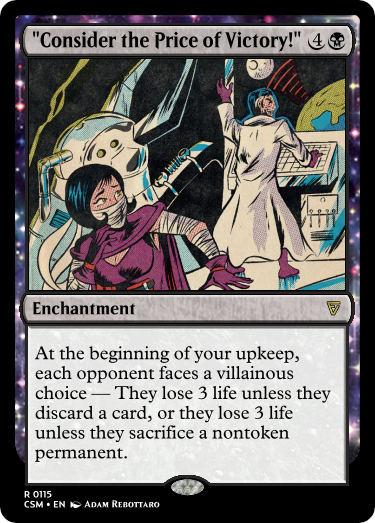 "Consider the Price of Victory!" 4
Enchantment
At the beginning of your upkeep,
each opponent faces a villainous
choice — They lose 3 life unless they
discard a card, or they lose 3 life
unless they sacrifice a nontoken
permanent.
R 0115
CSM • EN Adam Rebottaro